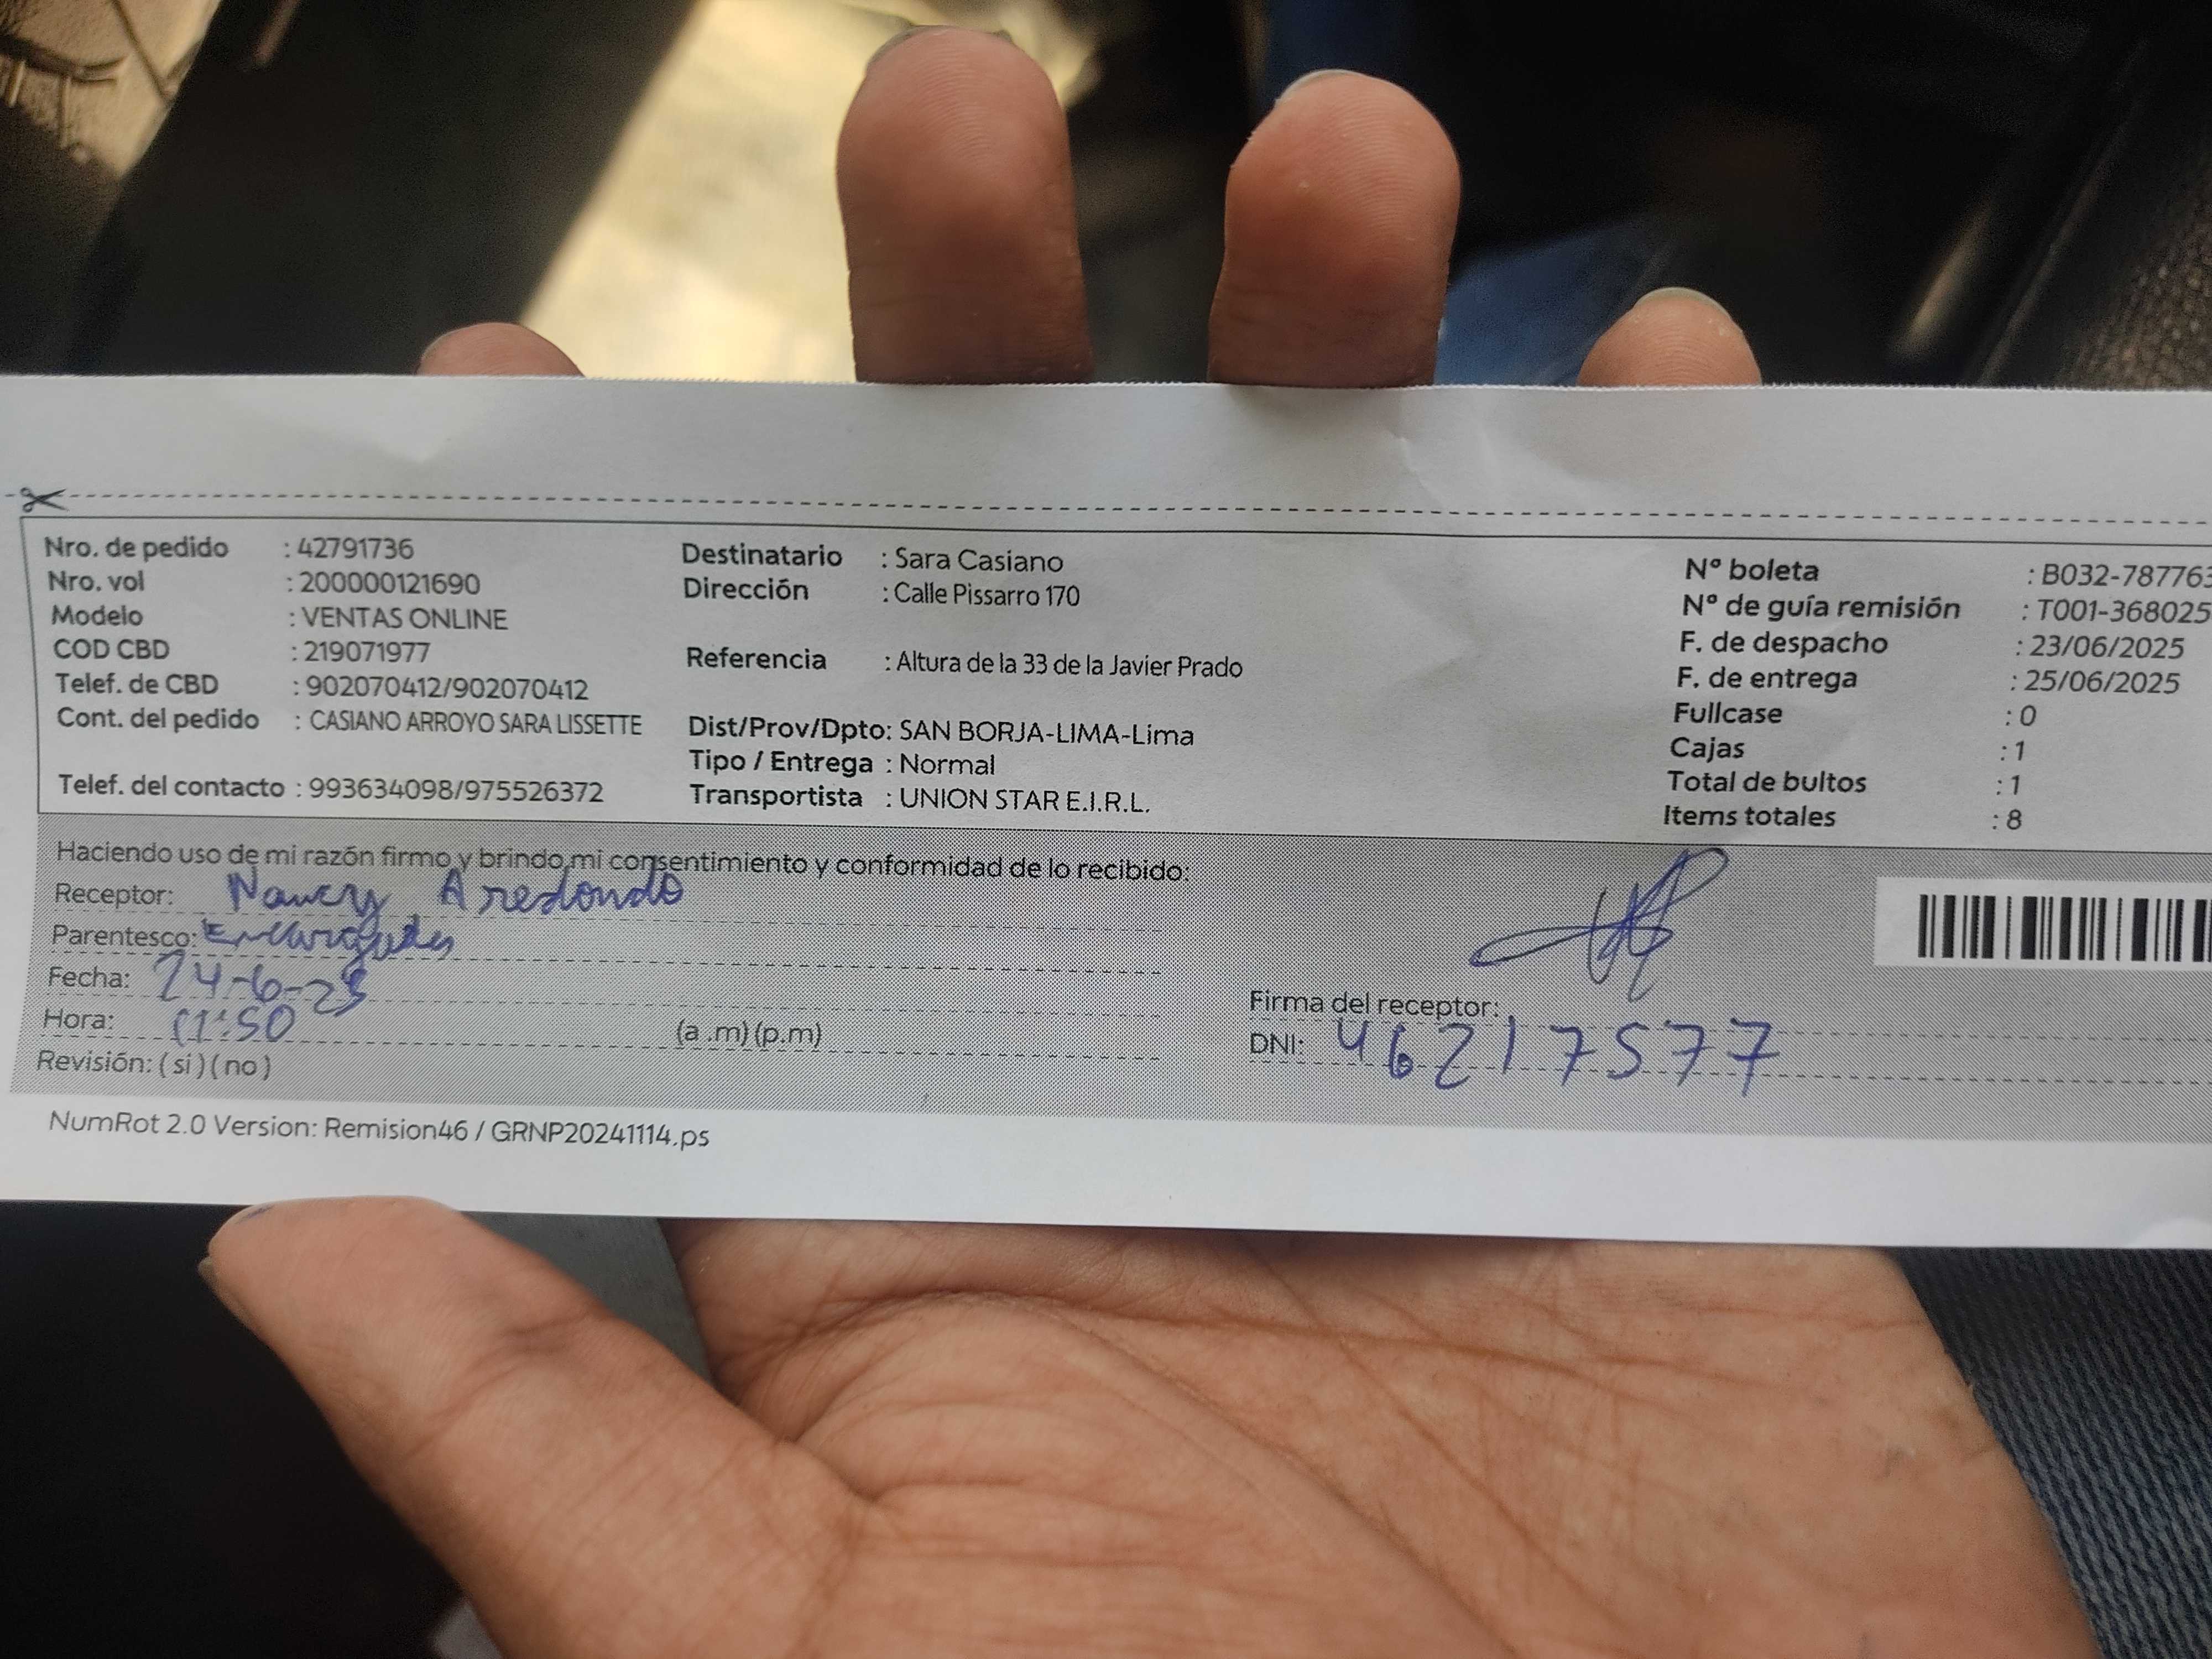 Nro. de pedido : 42791736
Nro. vol : 200000121690
Modelo : VENTAS ONLINE
COD CBD : 219071977
Telef. de CBD : 902070412/902070412
Cont. del pedido : CASIANO ARROYO SARA LISSETTE
Telef. del contacto : 993634098/975526372
Destinatario : Sara Casiano
Dirección : Calle Pissarro 170
Referencia : Altura de la 33 de la Javier Prado
Dist/Prov/Dpto: SAN BORJA-LIMA-Lima
Tipo / Entrega : Normal
Transportista : UNION STAR E.I.R.L.
Nº boleta : B032-787763
Nº de guía remisión : T001-368025
F. de despacho : 23/06/2025
F. de entrega : 25/06/2025
Fullcase : 0
Cajas : 1
Total de bultos : 1
Items totales : 8
Haciendo uso de mi razón firmo y brindo mi consentimiento y conformidad de lo recibido:
Receptor: Nancy Aredondo
Parentesco:
Fecha: 24-6-25
Hora: 11:50 (a .m) (p.m)
Revisión: ( si ) ( no )
Firma del receptor:
DNI: 46217577
NumRot 2.0 Version: Remision46 / GRNP20241114.ps